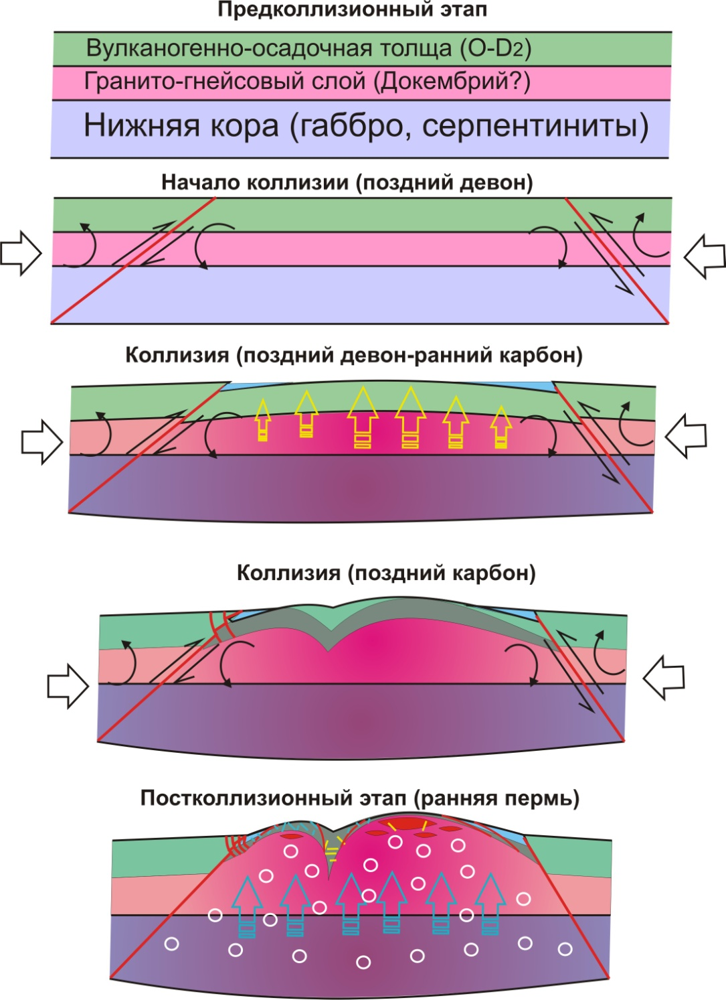 Предколлизионный этап
Вулканогенно-осадочная толща (O-D2)
Гранито-гнейсовый слой (Докембрий?)
Нижняя кора (габбро, серпентиниты)
Начало коллизии (поздний девон)
Коллизия (поздний девон-ранний карбон)
Коллизия (поздний карбон)
Постколлизионный этап (ранняя пермь)